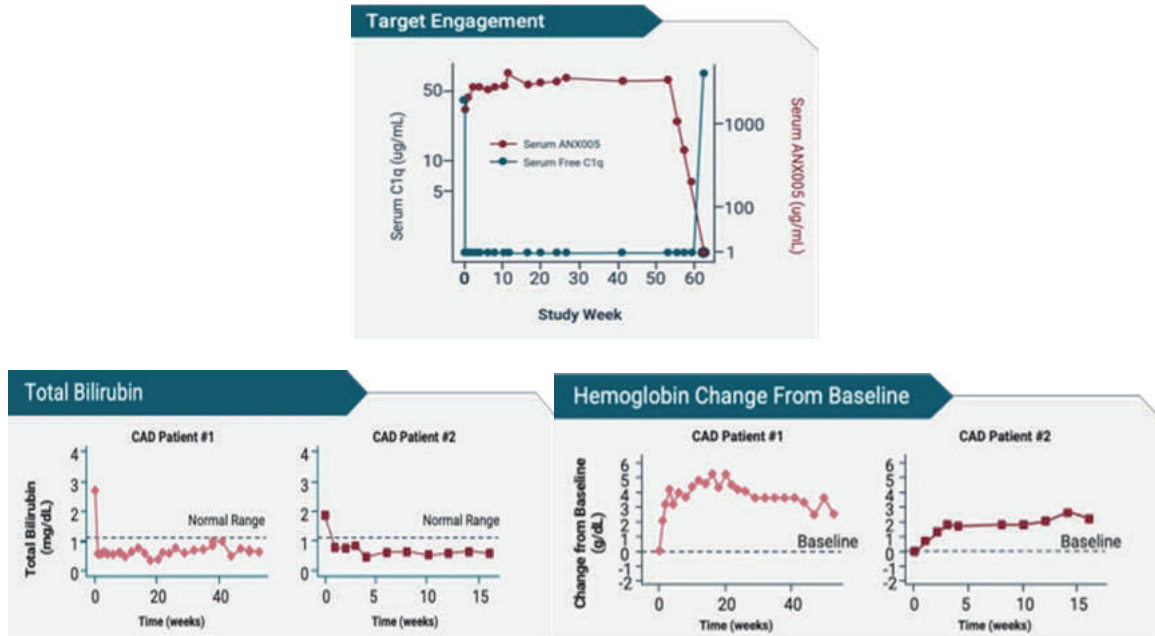 Target Engagement
Serum C1q (ug/mL)
50
10
5
Serum ANX005
Serum Free C1q
1000
100
1
Serum ANX005 (ug/mL)
0 10 20 30 40 50 60
Study Week
Total Bilirubin
CAD Patient #1
Total Bilirubin
(mg/dL)
4
3
2
1
0
Normal Range
0 20 40
Time (weeks)
CAD Patient #2
4
3
2
1
0
Normal Range
0 5 10 15
Time (weeks)
Hemoglobin Change From Baseline
CAD Patient #1
Change from Baseline
(g/dL)
6
5
4
3
2
1
0
-1
-2
Baseline
0 20 40
Time (weeks)
CAD Patient #2
6
5
4
3
2
1
0
-1
-2
Baseline
0 5 10 15
Time (weeks)